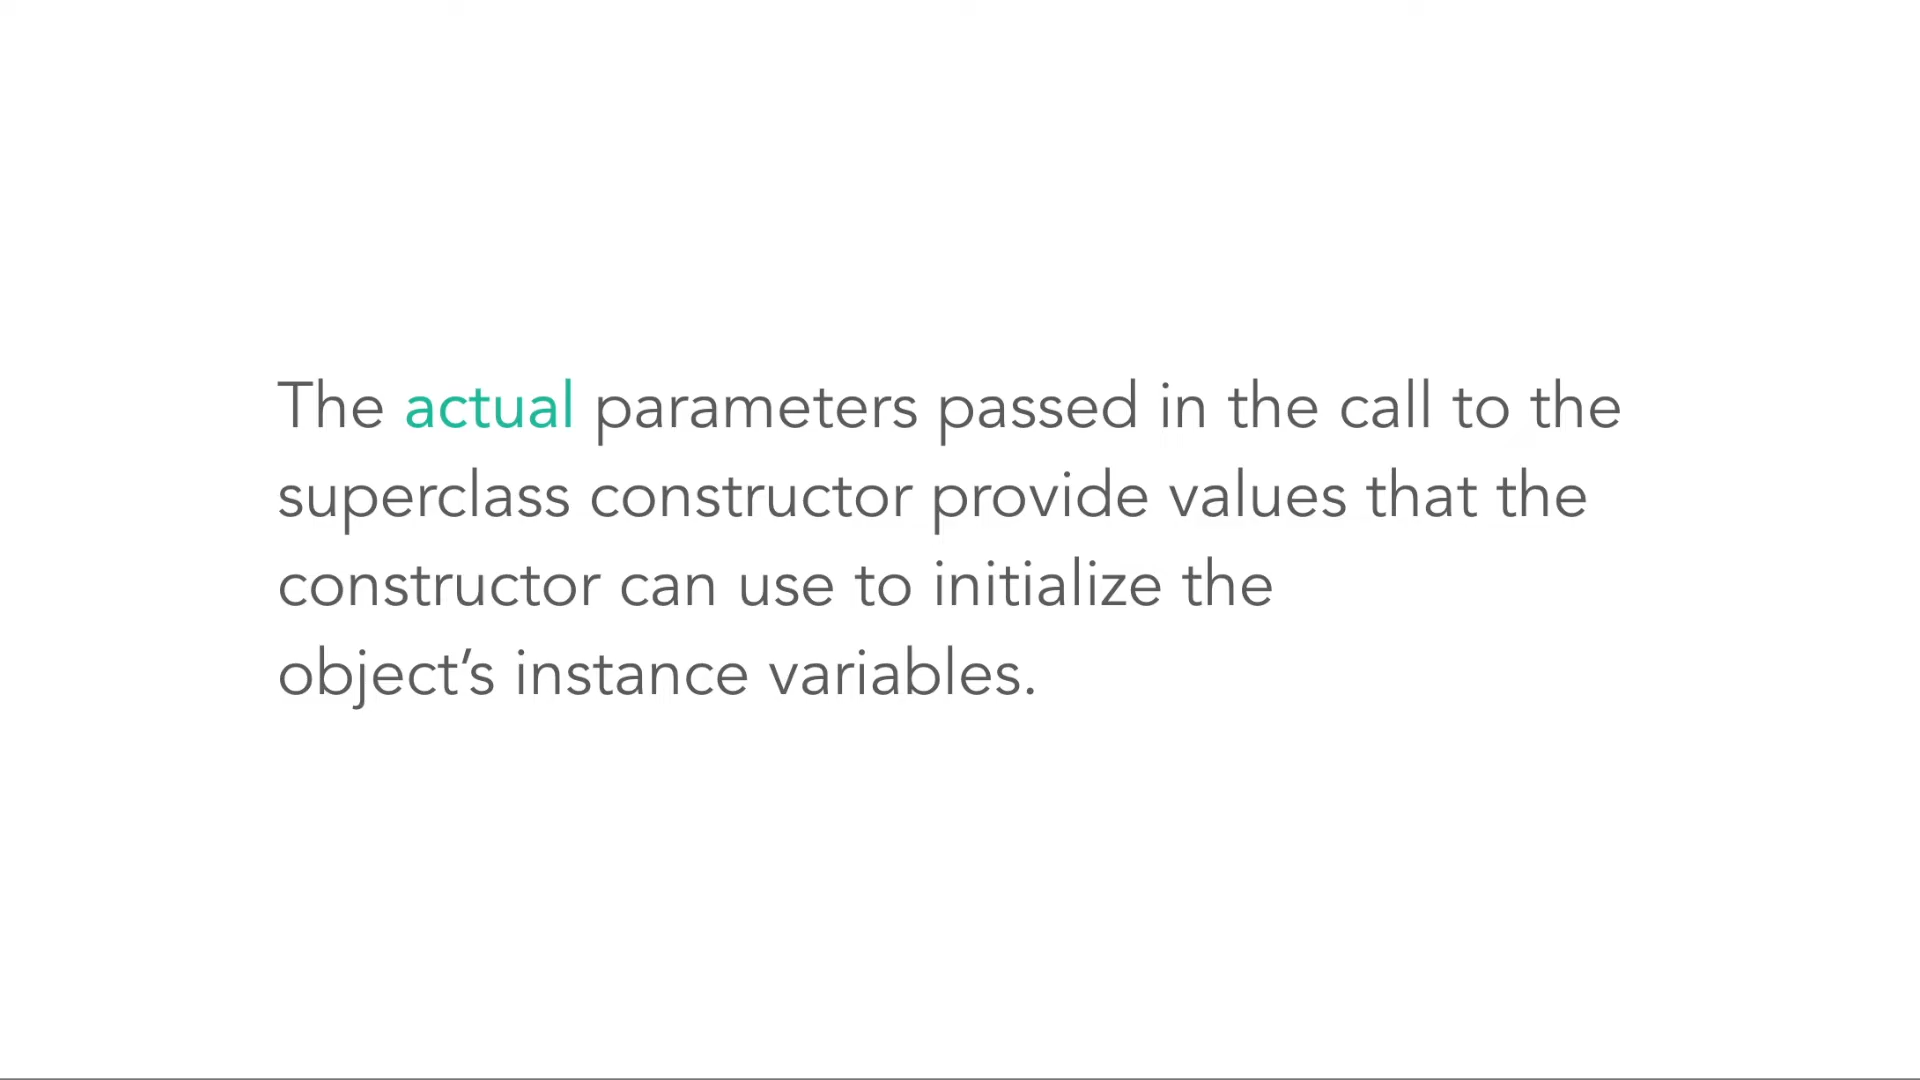 The actual parameters passed in the call to the
superclass constructor provide values that the
constructor can use to initialize the
object’s instance variables.